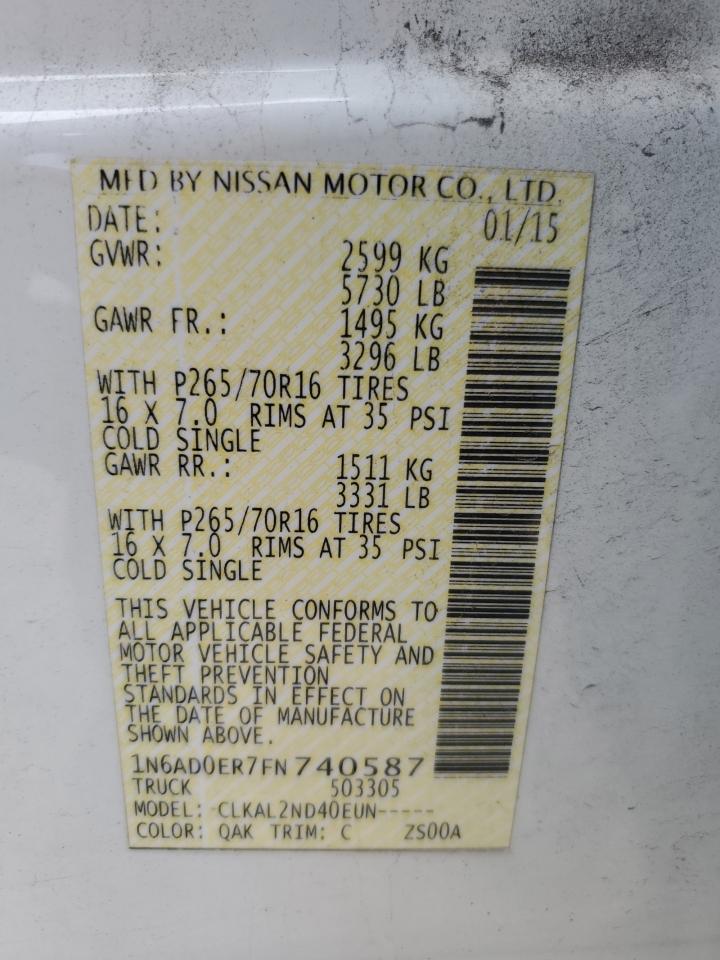 MFD BY NISSAN MOTOR CO., LTD.
DATE: 01/15
GVWR: 2599 KG
5730 LB
GAWR FR.: 1495 KG
3296 LB
WITH P265/70R16 TIRES
16 X 7.0 RIMS AT 35 PSI
COLD SINGLE
GAWR RR.: 1511 KG
3331 LB
WITH P265/70R16 TIRES
16 X 7.0 RIMS AT 35 PSI
COLD SINGLE
THIS VEHICLE CONFORMS TO
ALL APPLICABLE FEDERAL
MOTOR VEHICLE SAFETY AND
THEFT PREVENTION
STANDARDS IN EFFECT ON
THE DATE OF MANUFACTURE
SHOWN ABOVE.
1N6AD0ER7FN740587
TRUCK 503305
MODEL: CLKAL2ND40EUN-----
COLOR: QAK TRIM: C ZS00A